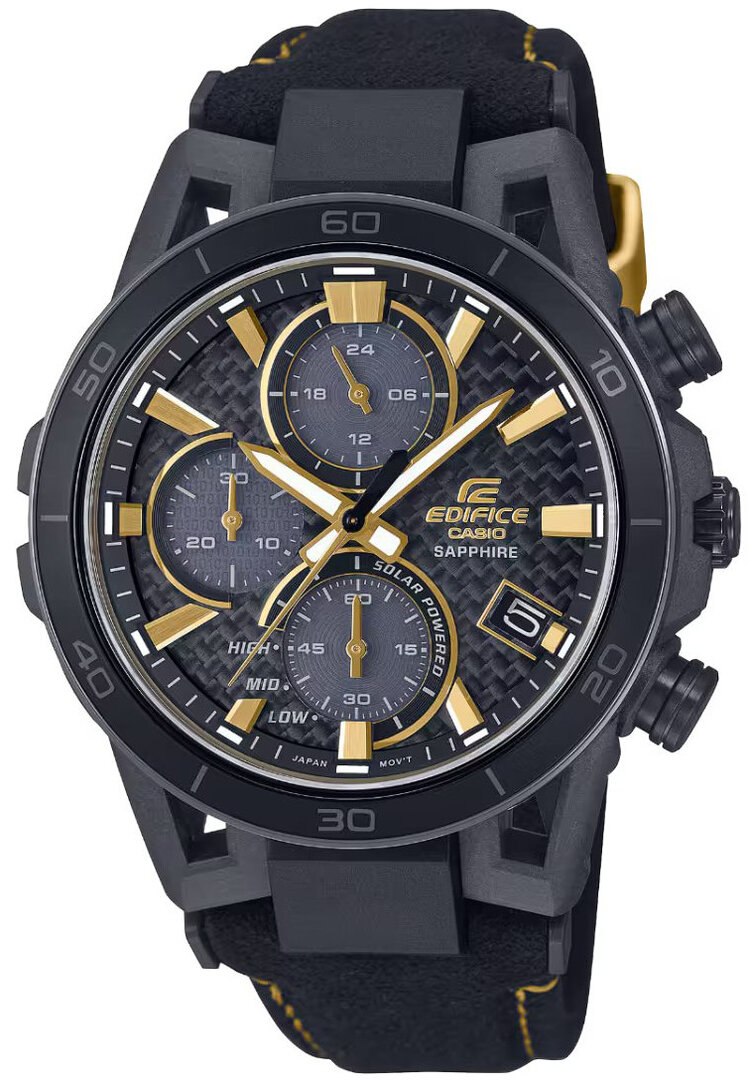 60
50
10
24
18 06
12
30
20 10
EDIFICE
CASIO
SAPPHIRE
SOLAR POWERED
5
60
HIGH 45 15
MID
30
LOW
40
20
JAPAN MOV'T
30